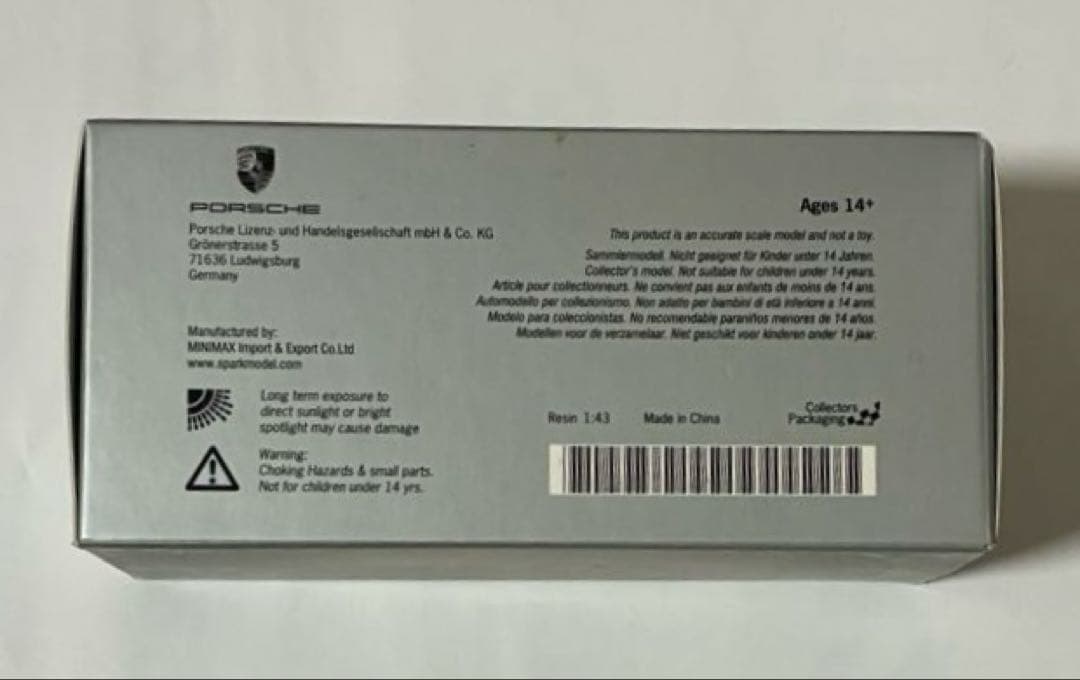 PORSCHE
Porsche Lizenz- und Handelsgesellschaft mbH & Co. KG
Grönerstrasse 5
71636 Ludwigsburg
Germany
Manufactured by:
MINIMAX Import & Export Co.Ltd
www.sparkmodel.com
Long term exposure to
direct sunlight or bright
spotlight may cause damage
Warning:
Choking Hazards & small parts.
Not for children under 14 yrs.
Ages 14+
This product is an accurate scale model and not a toy.
Sammlermodell. Nicht geeignet für Kinder unter 14 Jahren.
Collector's model. Not suitable for children under 14 years.
Article pour collectionneurs. Ne convient pas aux enfants de moins de 14 ans.
Automodello per collezionismo. Non adatto per bambini di età inferiore a 14 anni.
Modelo para coleccionistas. No recomendable para niños menores de 14 años.
Modellen voor de verzamelaar. Niet geschikt voor kinderen onder 14 jaar.
Resin 1:43
Made in China
Collectors
Packaging